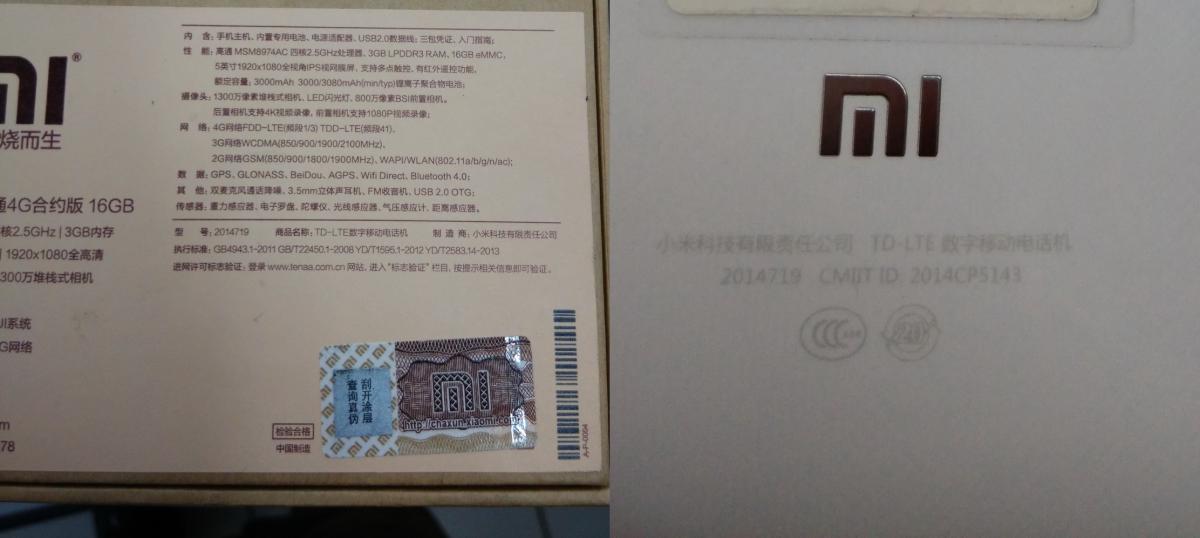 mi®
烧而生
通4G合约版 16GB
核2.5GHz | 3GB内存
| 1920x1080全高清
300万堆栈式相机
UI系统
G网络
m
78
内 含: 手机主机、内置专用电池、电源适配器、USB2.0数据线; 三包凭证、入门指南;
性 能: 高通 MSM8974AC 四核2.5GHz处理器、3GB LPDDR3 RAM、16GB eMMC,
5英寸1920x1080全视角IPS视网膜屏, 支持多点触控、有红外遥控功能。
额定容量: 3000mAh 3000/3080mAh(min/typ)锂离子聚合物电池;
摄像头: 1300万像素堆栈式相机、LED闪光灯、800万像素BSI前置相机。
后置相机支持4K视频录像, 前置相机支持1080P视频录像;
网 络: 4G网络FDD-LTE(频段1/3) TDD-LTE(频段41)、
3G网络WCDMA(850/900/1900/2100MHz)、
2G网络GSM(850/900/1800/1900MHz)、WAPI/WLAN(802.11a/b/g/n/ac);
数 据: GPS、GLONASS、BeiDou、AGPS、Wifi Direct、Bluetooth 4.0;
其 他: 双麦克风通话降噪、3.5mm立体声耳机、FM收音机、USB 2.0 OTG;
传感器: 重力感应器、电子罗盘、陀螺仪、光线感应器、气压感应计、距离感应器。
型 号: 2014719 商品名称: TD-LTE数字移动电话机 制 造 商: 小米科技有限责任公司
执行标准: GB4943.1-2011 GB/T22450.1-2008 YD/T1595.1-2012 YD/T2583.14-2013
进网许可标志验证: 登录 www.tenaa.com.cn 网站, 进入“标志验证”栏目, 按提示相关信息即可验证。
刮开涂层
查询真伪
mi
http://chaxun.xiaomi.com
检验合格
中国制造
A-P-0054
mi
小米科技有限责任公司 TD-LTE 数字移动电话机
2014719 CMIIT ID: 2014CP5143
CCC
20